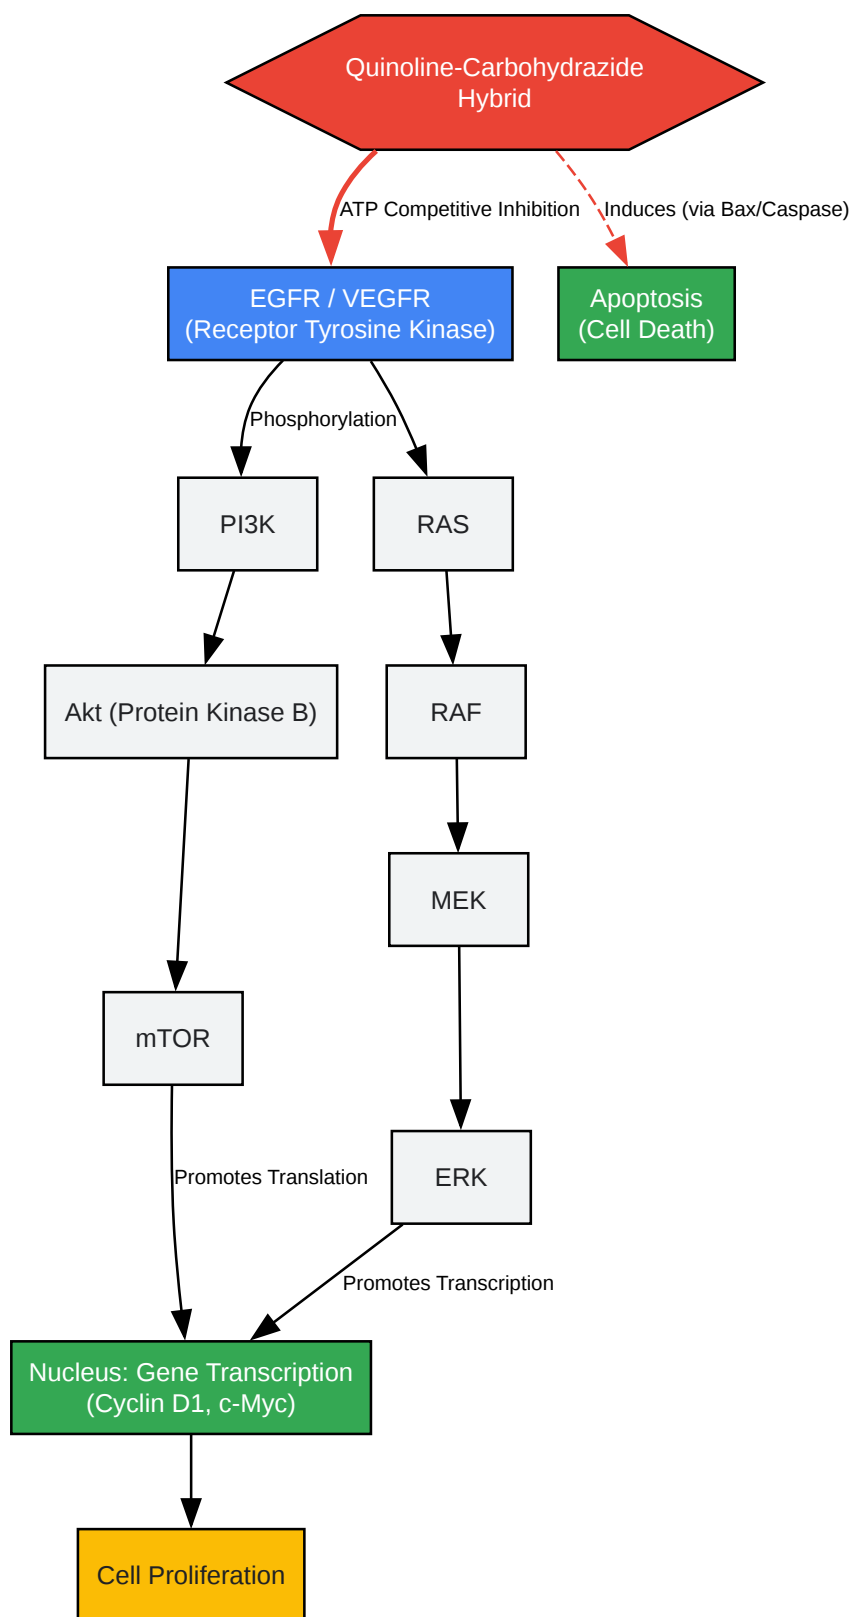 Quinoline-Carbohydrazide
Hybrid
ATP Competitive Inhibition
Induces (via Bax/Caspase)
EGFR / VEGFR
(Receptor Tyrosine Kinase)
Apoptosis
(Cell Death)
Phosphorylation
PI3K
RAS
Akt (Protein Kinase B)
RAF
MEK
mTOR
ERK
Promotes Translation
Promotes Transcription
Nucleus: Gene Transcription
(Cyclin D1, c-Myc)
Cell Proliferation